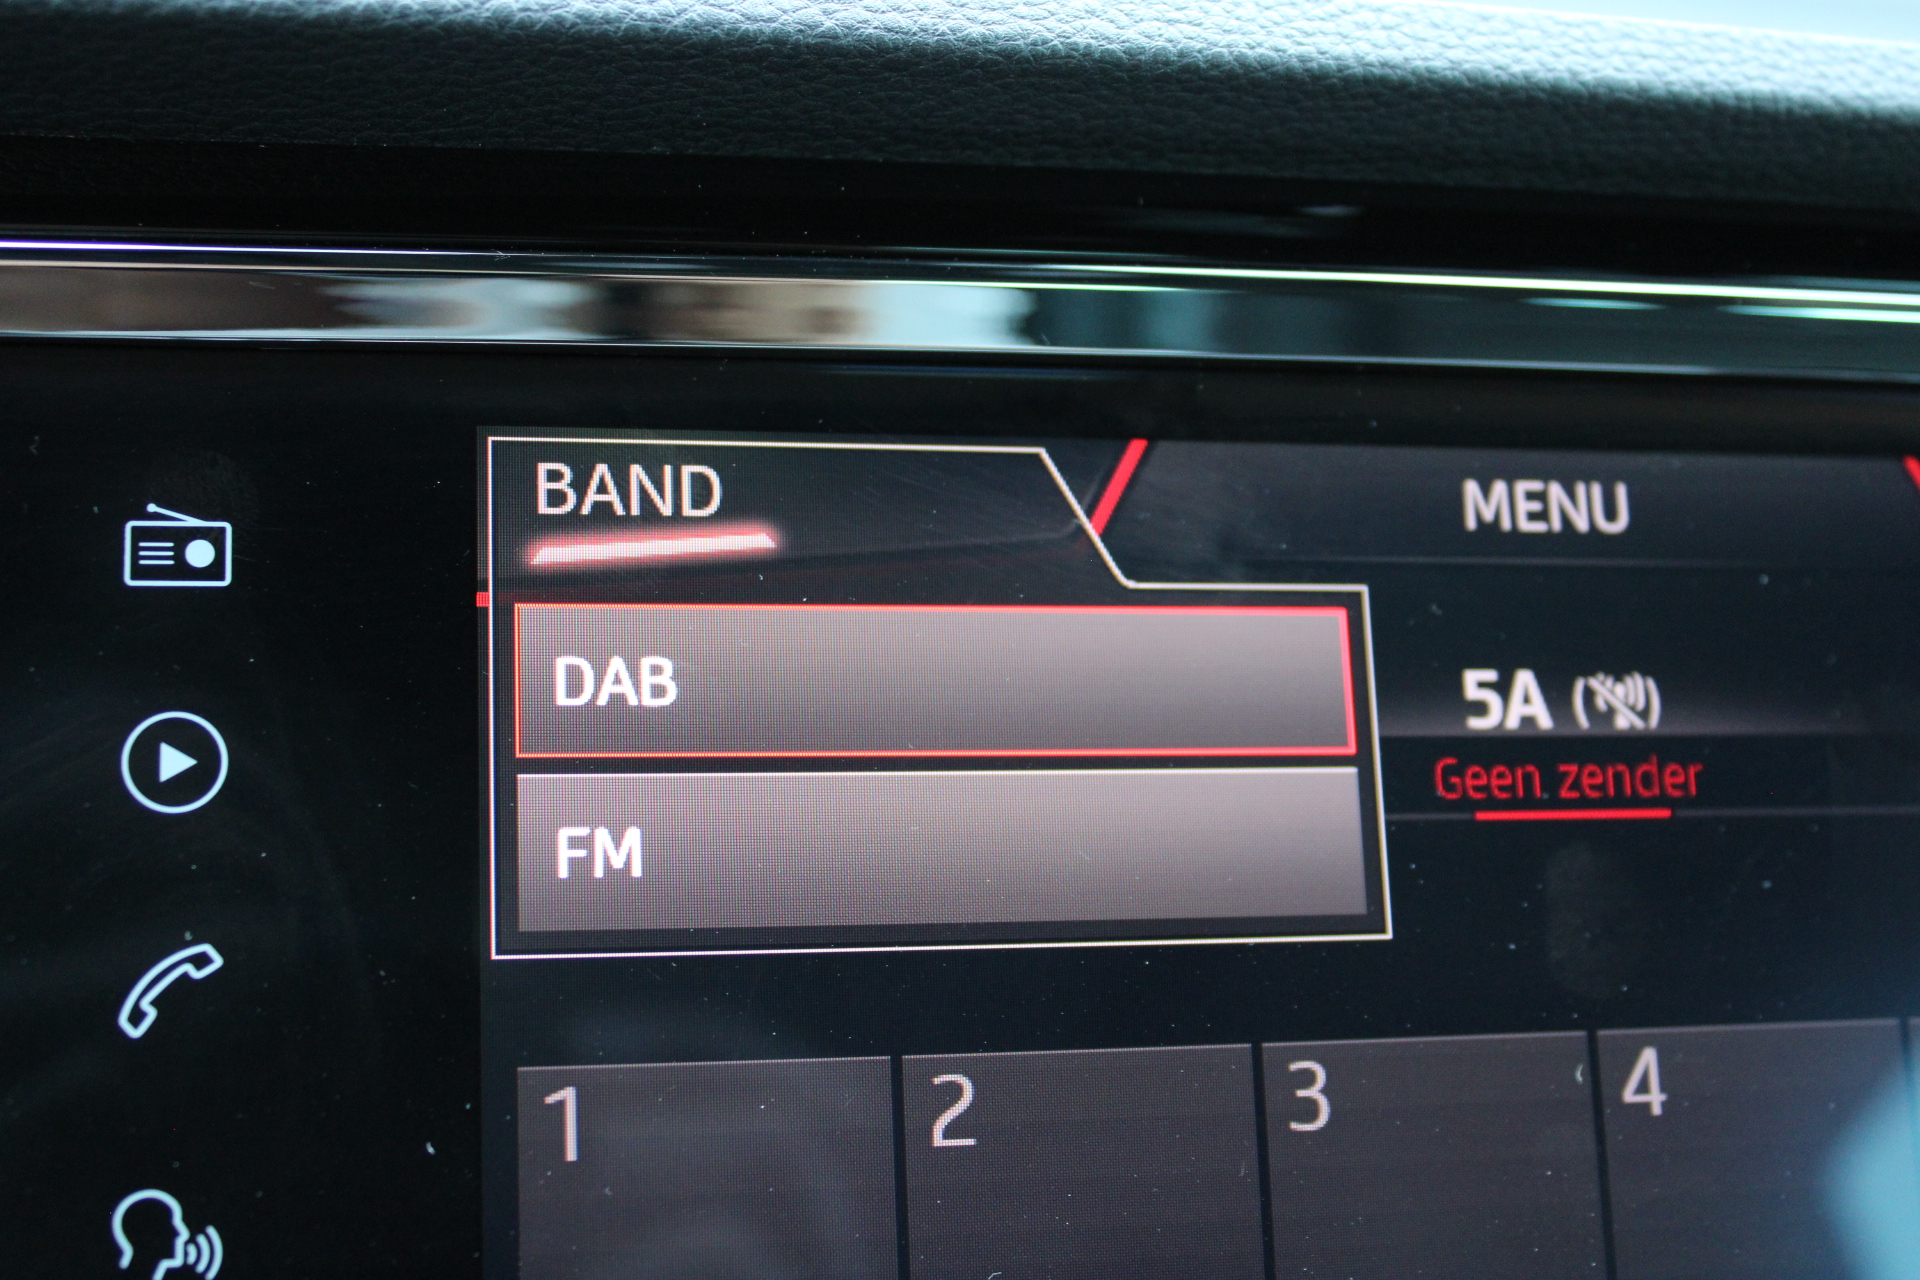 BAND
MENU
DAB
5A
Geen zender
FM
1
2
3
4